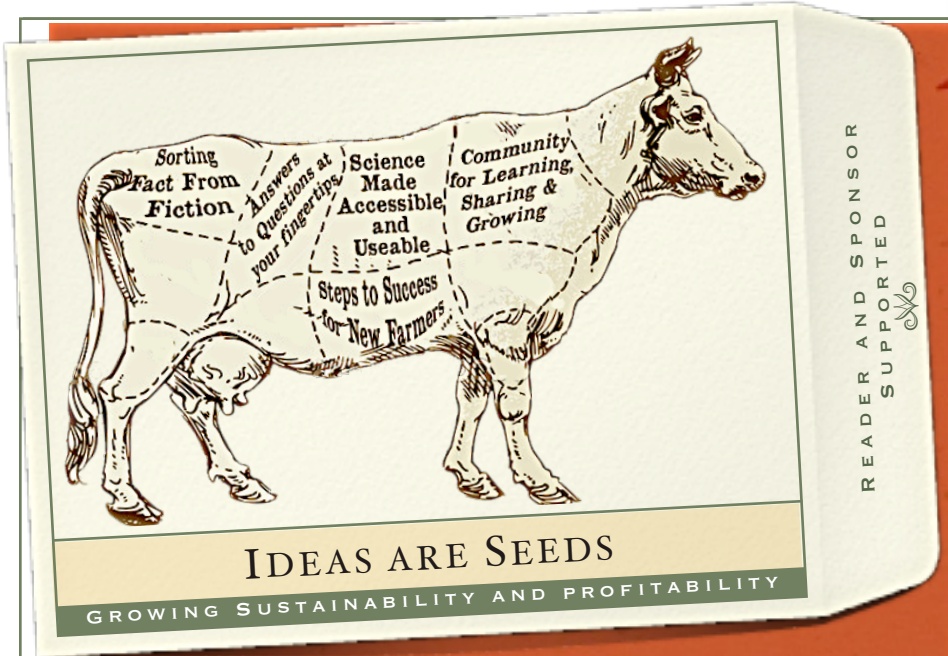 Sorting
Fact From
Fiction
Answers
to Questions at
your fingertips
Science
Made
Accessible
and
Useable
Community
for Learning,
Sharing &
Growing
Steps to Success
for New Farmers...
IDEAS ARE SEEDS
GROWING SUSTAINABILITY AND PROFITABILITY
READER AND SPONSOR
SUPPORTED